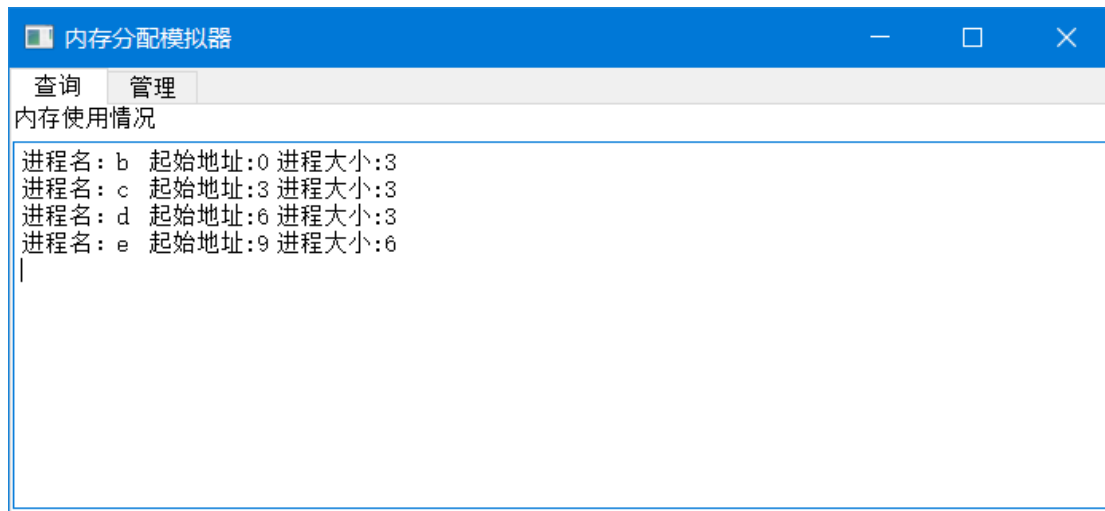 内存分配模拟器
查询 管理
内存使用情况
进程名：b 起始地址:0 进程大小:3
进程名：c 起始地址:3 进程大小:3
进程名：d 起始地址:6 进程大小:3
进程名：e 起始地址:9 进程大小:6